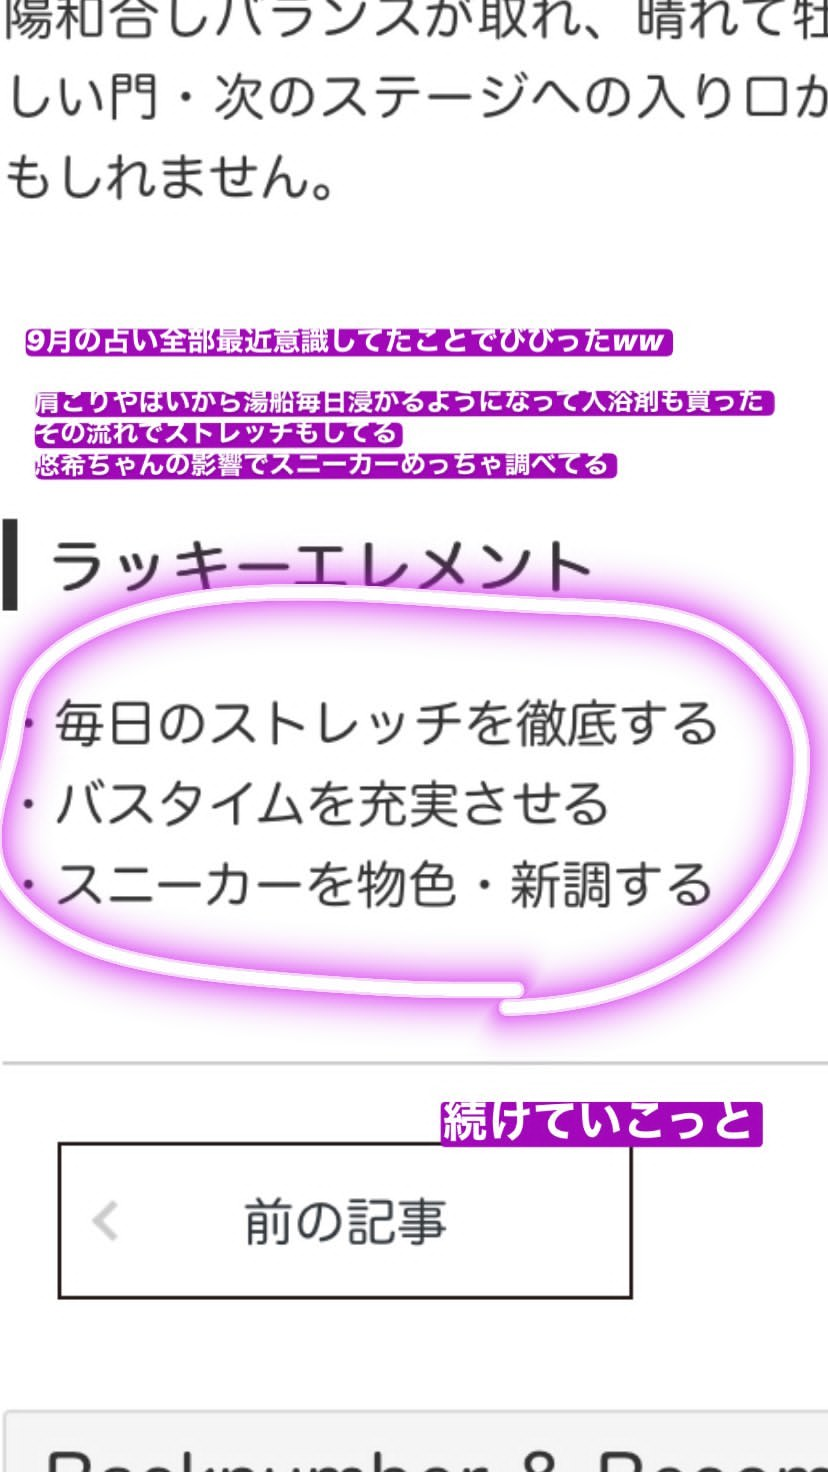 陽和合しバランスが取れ、晴れて牡
しい門・次のステージへの入り口か
もしれません。
9月の占い全部最近意識してたことでびびったww
肩こりやばいから湯船毎日浸かるようになって入浴剤も買った
その流れでストレッチもしてる
悠希ちゃんの影響でスニーカーめっちゃ調べてる
ラッキーエレメント
・毎日のストレッチを徹底する
・バスタイムを充実させる
・スニーカーを物色・新調する
続けていこっと
前の記事
Backnumber &